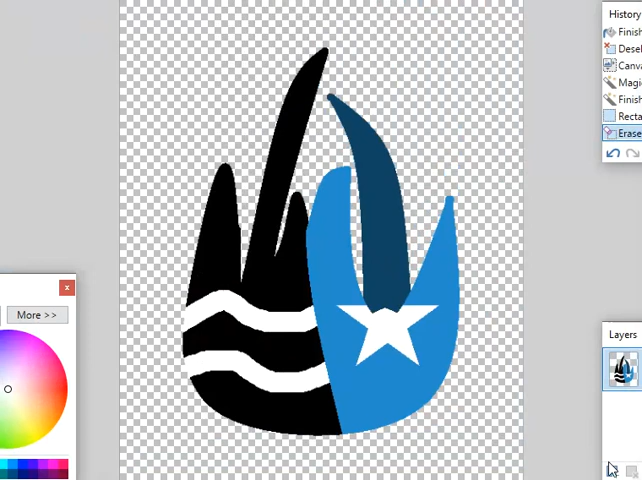 History
Finish
Desel
Canva
Magi
Finish
Recta
Erase
More >>
Layers